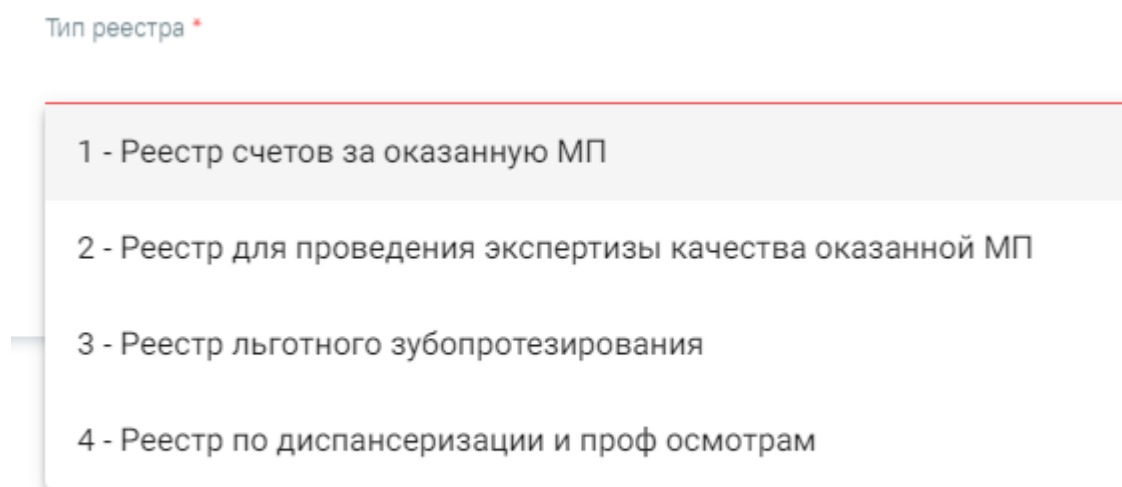 Тип реестра *
1 - Реестр счетов за оказанную МП
2 - Реестр для проведения экспертизы качества оказанной МП
3 - Реестр льготного зубопротезирования
4 - Реестр по диспансеризации и проф осмотрам